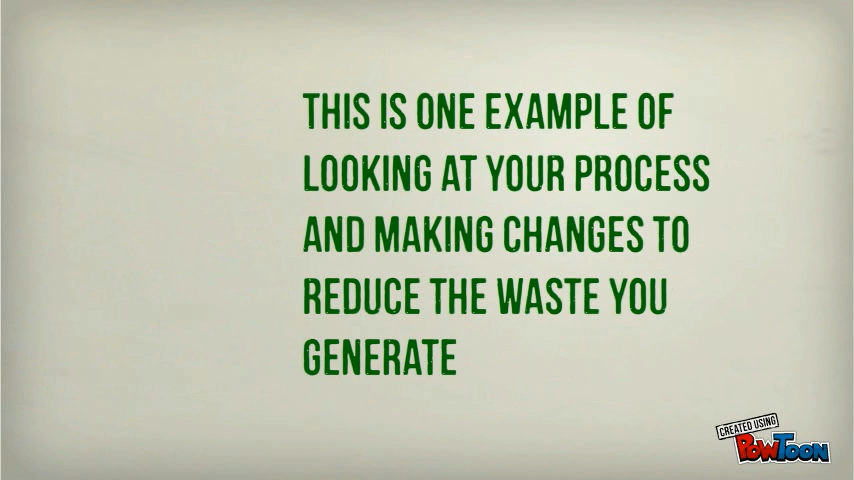 THIS IS ONE EXAMPLE OF
LOOKING AT YOUR PROCESS
AND MAKING CHANGES TO
REDUCE THE WASTE YOU
GENERATE
CREATED USING
POWTOON